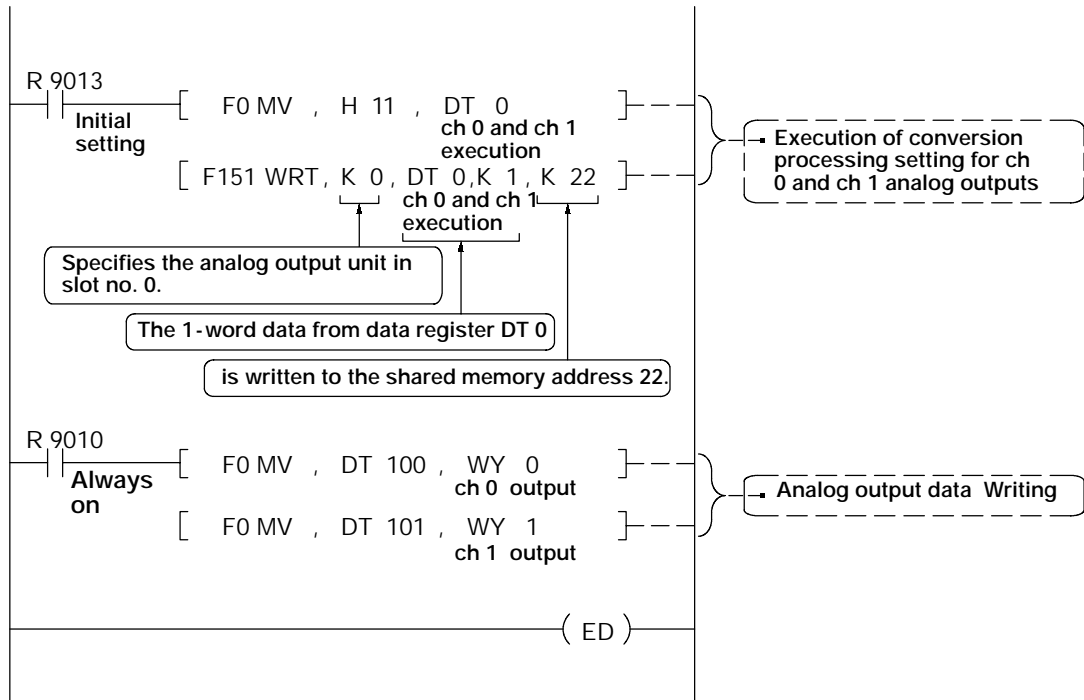 R 9013
[ F0 MV , H 11 , DT 0 ]
Initial
setting
ch 0 and ch 1
execution
[ F151 WRT, K 0, DT 0,K 1, K 22 ]
ch 0 and ch 1
execution
Execution of conversion
processing setting for ch
0 and ch 1 analog outputs
Specifies the analog output unit in
slot no. 0.
The 1-word data from data register DT 0
is written to the shared memory address 22.
R 9010
[ F0 MV , DT 100 , WY 0 ]
Always
on
ch 0 output
[ F0 MV , DT 101 , WY 1 ]
ch 1 output
Analog output data Writing
( ED )